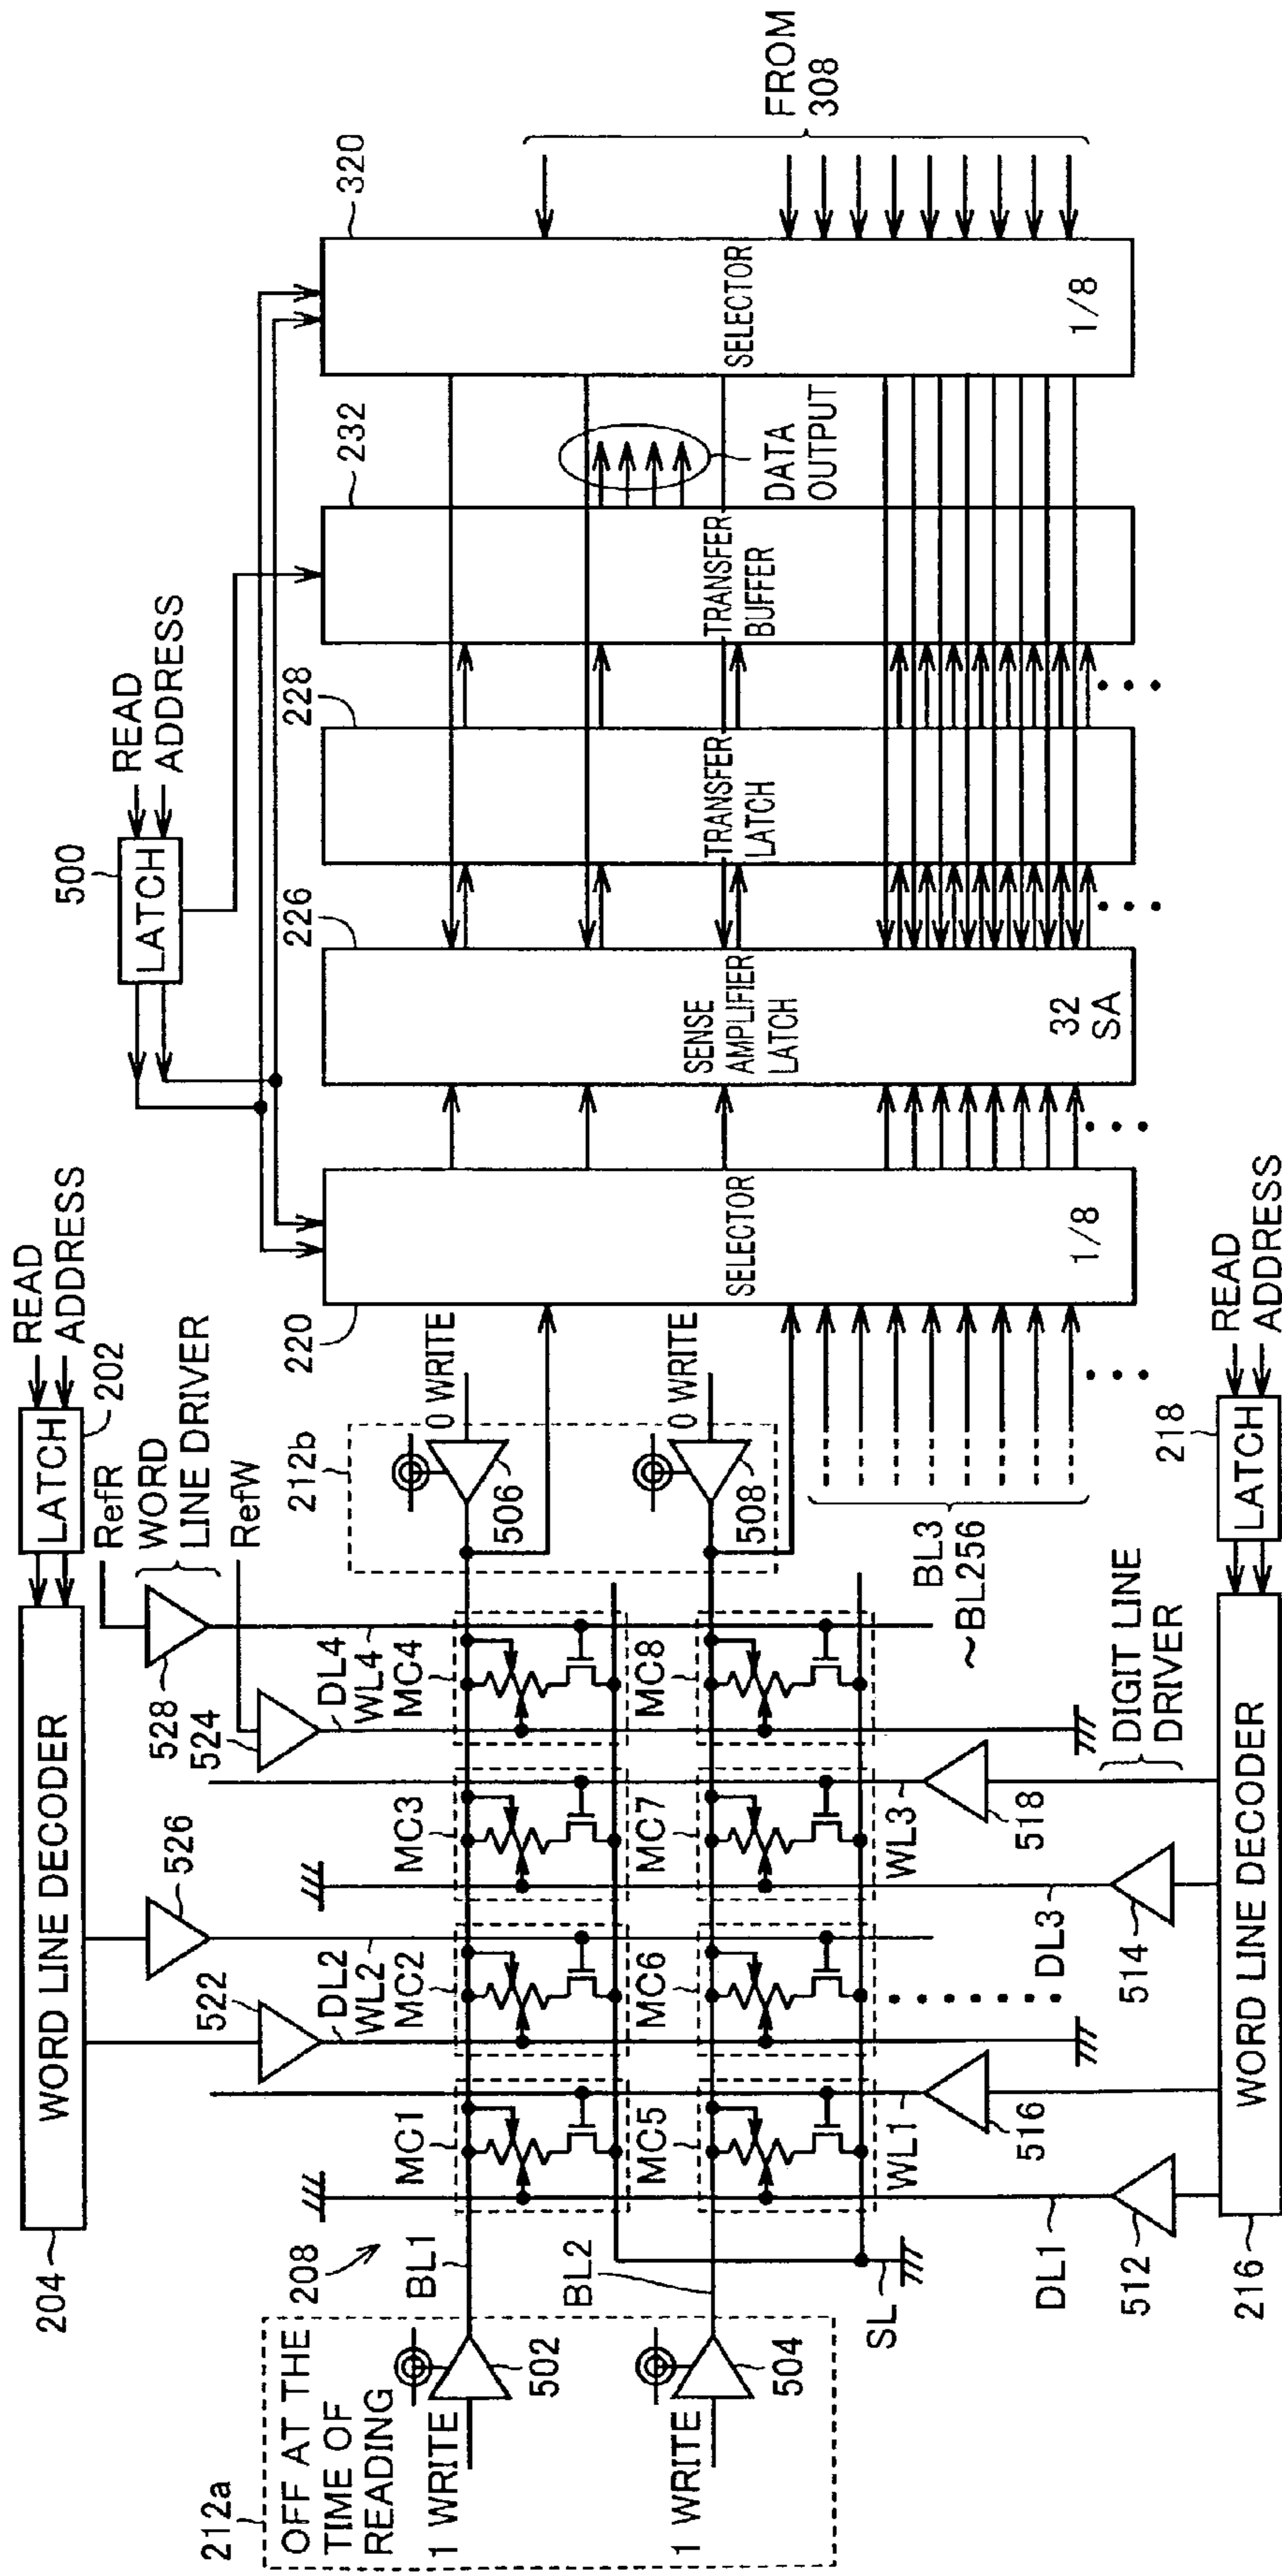 204
WORD LINE DECODER
LATCH
202
READ
ADDRESS
RefR
WORD
LINE DRIVER
RefW
528
524
526
522
212a
OFF AT THE
TIME OF
READING
1 WRITE
502
1 WRITE
504
208
BL1
BL2
SL
DL2
WL2
DL4
WL4
MC1
MC2
MC3
MC4
MC5
MC6
MC7
MC8
212b
0 WRITE
506
0 WRITE
508
BL3
~BL256
WL1
WL3
DL1
DL3
512
516
514
518
DIGIT LINE
DRIVER
216
WORD LINE DECODER
LATCH
218
READ
ADDRESS
500
LATCH
READ
ADDRESS
220
SELECTOR
1/8
226
SENSE
AMPLIFIER
LATCH
32
SA
228
TRANSFER
LATCH
232
TRANSFER
BUFFER
DATA
OUTPUT
320
SELECTOR
1/8
FROM
308